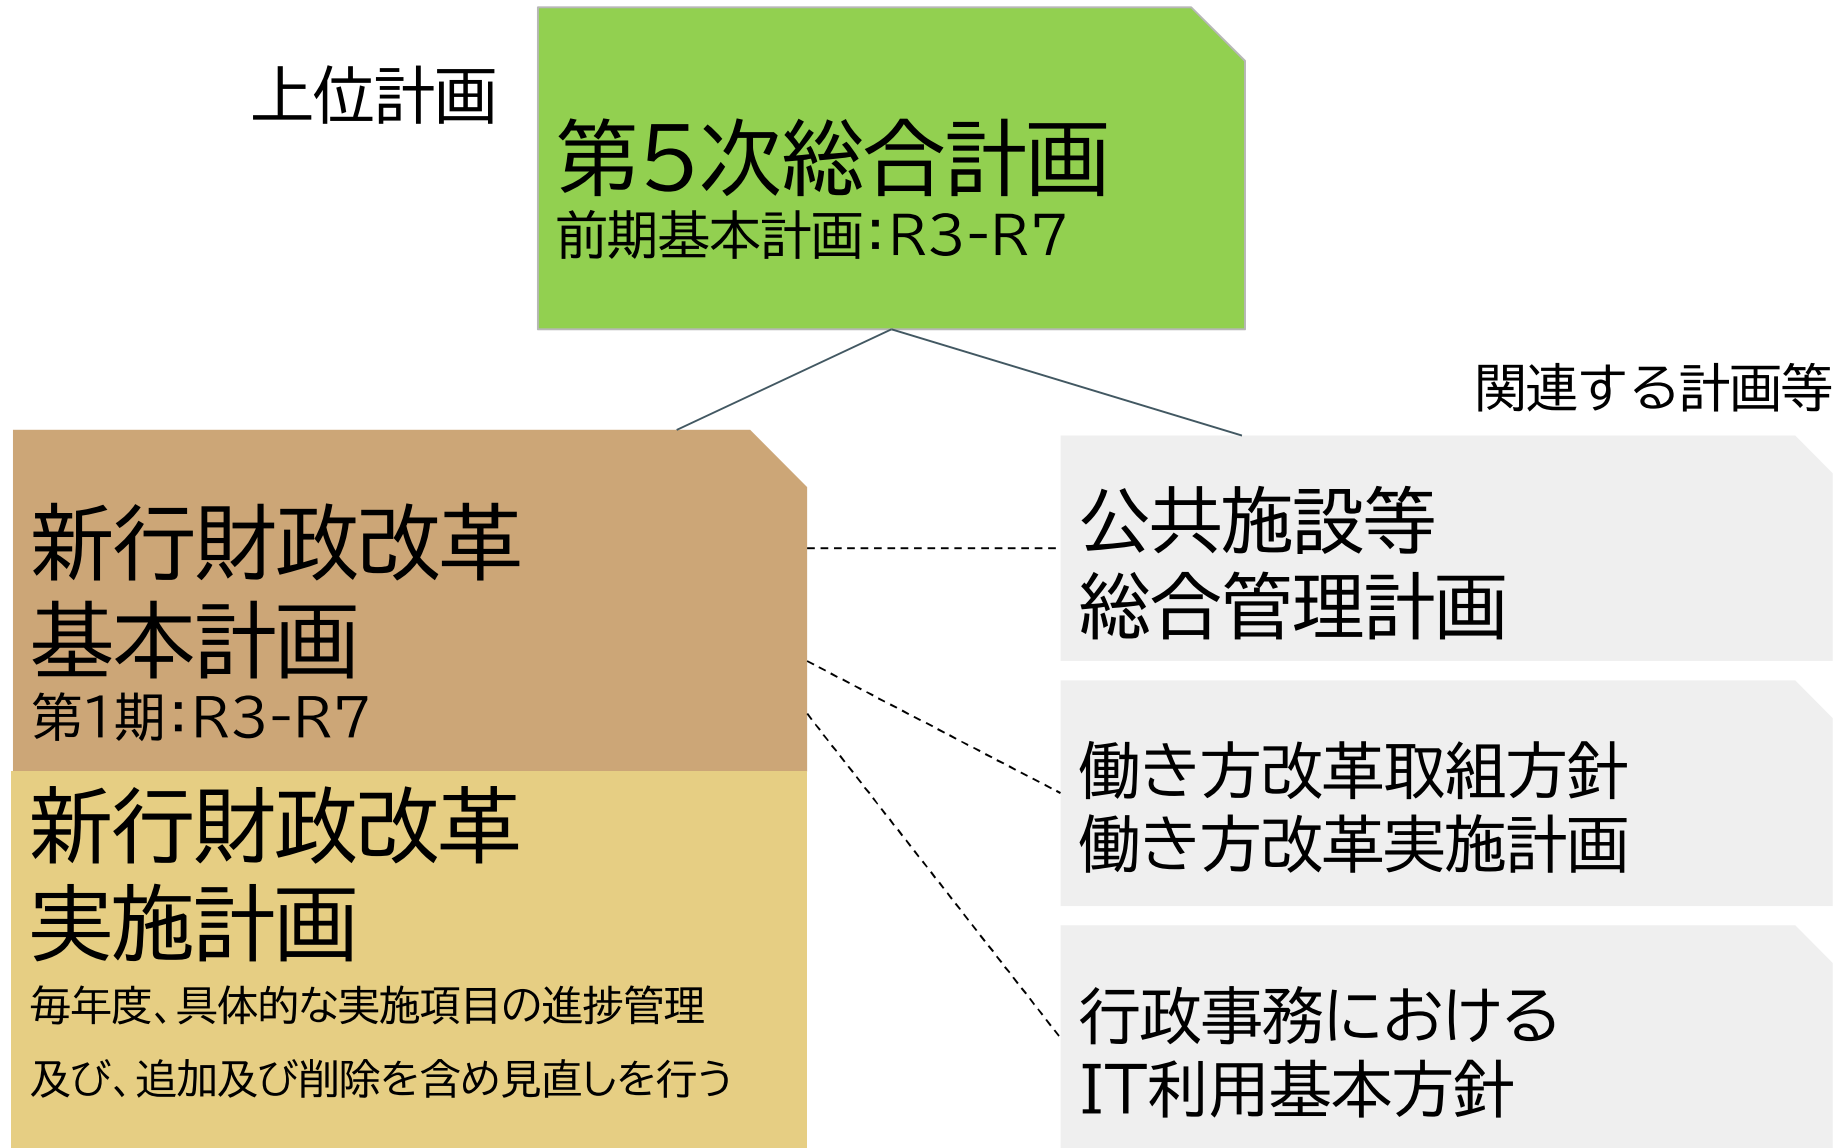 上位計画
第5次総合計画
前期基本計画:R3-R7
関連する計画等
新行財政改革
基本計画
第1期:R3-R7
新行財政改革
実施計画
毎年度、具体的な実施項目の進捗管理
及び、追加及び削除を含め見直しを行う
公共施設等
総合管理計画
働き方改革取組方針
働き方改革実施計画
行政事務における
IT利用基本方針